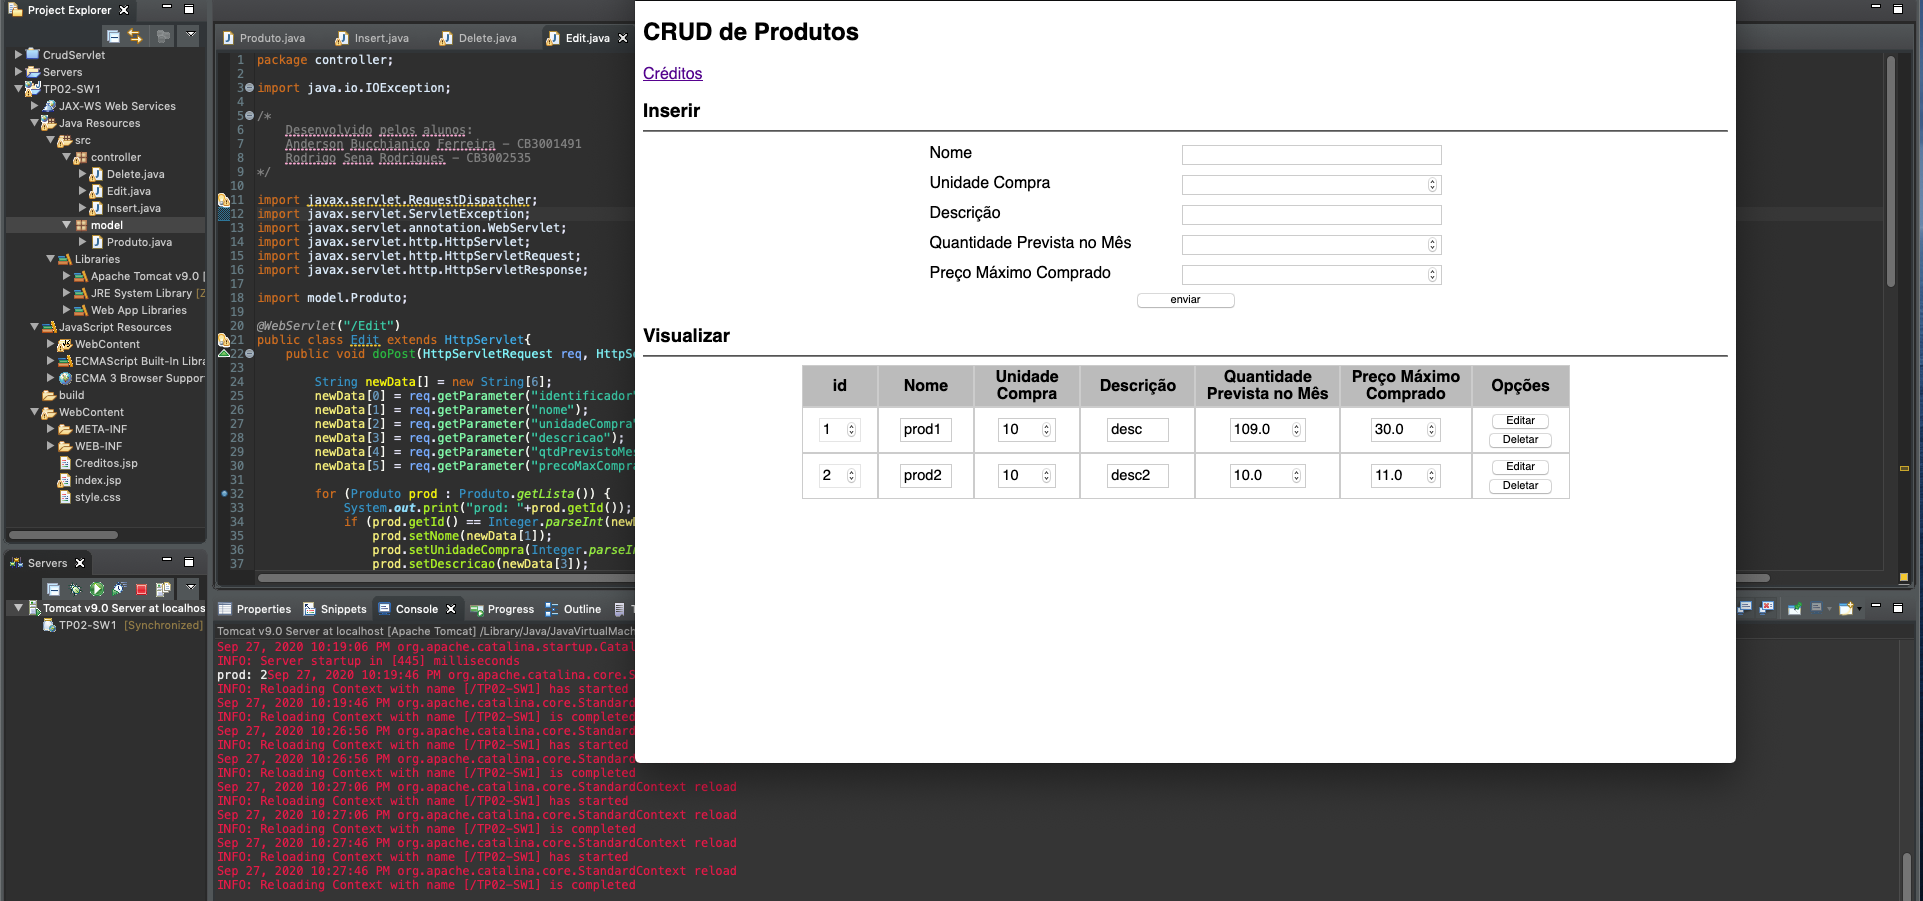 Project Explorer
CrudServlet
Servers
TP02-SW1
JAX-WS Web Services
Java Resources
src
controller
Delete.java
Edit.java
Insert.java
model
Produto.java
Libraries
Apache Tomcat v9.0 [
JRE System Library [
Web App Libraries
JavaScript Resources
WebContent
ECMAScript Built-In Libra
ECMA 3 Browser Suppor
build
WebContent
META-INF
WEB-INF
Creditos.jsp
index.jsp
style.css
Servers
Tomcat v9.0 Server at localhos
TP02-SW1 [Synchronized]
Produto.java Insert.java Delete.java Edit.java
1 package controller;
2
3 import java.io.IOException;
4
5 /*
6 Desenvolvido pelos alunos:
7 Anderson Bucchianico Ferreira - CB3001491
8 Rodrigo Sena Rodrigues - CB3002535
9 */
10
11 import javax.servlet.RequestDispatcher;
12 import javax.servlet.ServletException;
13 import javax.servlet.annotation.WebServlet;
14 import javax.servlet.http.HttpServlet;
15 import javax.servlet.http.HttpServletRequest;
16 import javax.servlet.http.HttpServletResponse;
17
18 import model.Produto;
19
20 @WebServlet("/Edit")
21 public class Edit extends HttpServlet{
22 public void doPost(HttpServletRequest req, HttpSe
23
24 String newData[] = new String[6];
25 newData[0] = req.getParameter("identificador"
26 newData[1] = req.getParameter("nome");
27 newData[2] = req.getParameter("unidadeCompra"
28 newData[3] = req.getParameter("descricao");
29 newData[4] = req.getParameter("qtdPrevistoMes
30 newData[5] = req.getParameter("precoMaxCompra
31
32 for (Produto prod : Produto.getLista()) {
33 System.out.print("prod: "+prod.getId());
34 if (prod.getId() == Integer.parseInt(new
35 prod.setNome(newData[1]);
36 prod.setUnidadeCompra(Integer.parseI
37 prod.setDescricao(newData[3]);
CRUD de Produtos
Créditos
Inserir
Nome
Unidade Compra
Descrição
Quantidade Prevista no Mês
Preço Máximo Comprado
enviar
Visualizar
id Nome Unidade Compra Descrição Quantidade Prevista no Mês Preço Máximo Comprado Opções
1 prod1 10 desc 109.0 30.0 Editar Deletar
2 prod2 10 desc2 10.0 11.0 Editar Deletar
Properties Snippets Console Progress Outline
Tomcat v9.0 Server at localhost [Apache Tomcat] /Library/Java/JavaVirtualMach
Sep 27, 2020 10:19:06 PM org.apache.catalina.startup.Catal
INFO: Server startup in [445] milliseconds
prod: 2Sep 27, 2020 10:19:46 PM org.apache.catalina.core.S
INFO: Reloading Context with name [/TP02-SW1] has started
Sep 27, 2020 10:19:46 PM org.apache.catalina.core.Standard
INFO: Reloading Context with name [/TP02-SW1] is completed
Sep 27, 2020 10:26:56 PM org.apache.catalina.core.Standard
INFO: Reloading Context with name [/TP02-SW1] has started
Sep 27, 2020 10:26:56 PM org.apache.catalina.core.Standard
INFO: Reloading Context with name [/TP02-SW1] is completed
Sep 27, 2020 10:27:06 PM org.apache.catalina.core.StandardContext reload
INFO: Reloading Context with name [/TP02-SW1] has started
Sep 27, 2020 10:27:06 PM org.apache.catalina.core.StandardContext reload
INFO: Reloading Context with name [/TP02-SW1] is completed
Sep 27, 2020 10:27:46 PM org.apache.catalina.core.StandardContext reload
INFO: Reloading Context with name [/TP02-SW1] has started
Sep 27, 2020 10:27:46 PM org.apache.catalina.core.StandardContext reload
INFO: Reloading Context with name [/TP02-SW1] is completed